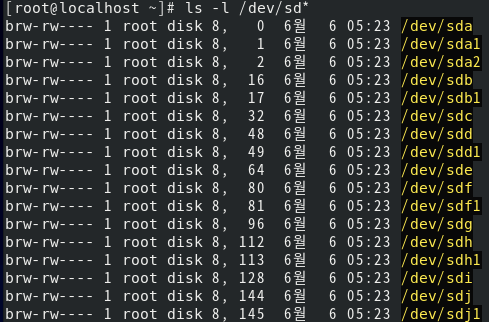 [root@localhost ~]# ls -l /dev/sd*
brw-rw---- 1 root disk 8,   0  6월   6 05:23 /dev/sda
brw-rw---- 1 root disk 8,   1  6월   6 05:23 /dev/sda1
brw-rw---- 1 root disk 8,   2  6월   6 05:23 /dev/sda2
brw-rw---- 1 root disk 8,  16  6월   6 05:23 /dev/sdb
brw-rw---- 1 root disk 8,  17  6월   6 05:23 /dev/sdb1
brw-rw---- 1 root disk 8,  32  6월   6 05:23 /dev/sdc
brw-rw---- 1 root disk 8,  48  6월   6 05:23 /dev/sdd
brw-rw---- 1 root disk 8,  49  6월   6 05:23 /dev/sdd1
brw-rw---- 1 root disk 8,  64  6월   6 05:23 /dev/sde
brw-rw---- 1 root disk 8,  80  6월   6 05:23 /dev/sdf
brw-rw---- 1 root disk 8,  81  6월   6 05:23 /dev/sdf1
brw-rw---- 1 root disk 8,  96  6월   6 05:23 /dev/sdg
brw-rw---- 1 root disk 8, 112  6월   6 05:23 /dev/sdh
brw-rw---- 1 root disk 8, 113  6월   6 05:23 /dev/sdh1
brw-rw---- 1 root disk 8, 128  6월   6 05:23 /dev/sdi
brw-rw---- 1 root disk 8, 144  6월   6 05:23 /dev/sdj
brw-rw---- 1 root disk 8, 145  6월   6 05:23 /dev/sdj1